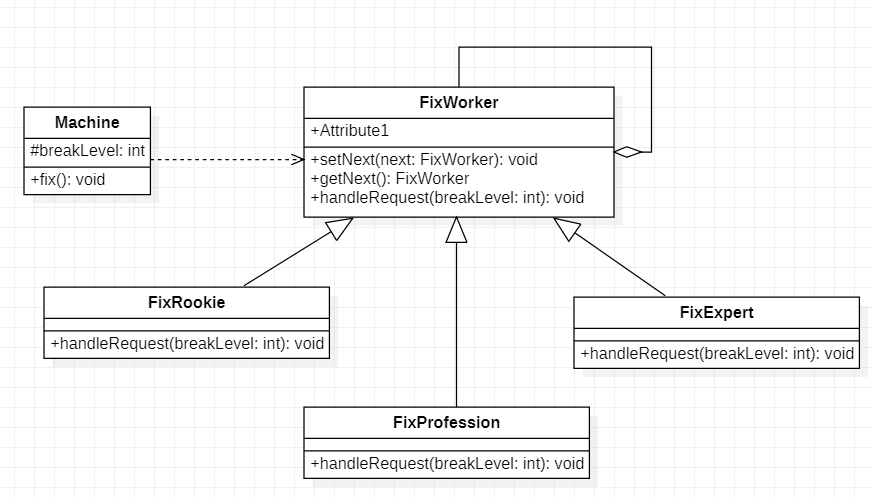 FixWorker
+Attribute1
+setNext(next: FixWorker): void
+getNext(): FixWorker
+handleRequest(breakLevel: int): void
Machine
#breakLevel: int
+fix(): void
FixRookie
+handleRequest(breakLevel: int): void
FixExpert
+handleRequest(breakLevel: int): void
FixProfession
+handleRequest(breakLevel: int): void